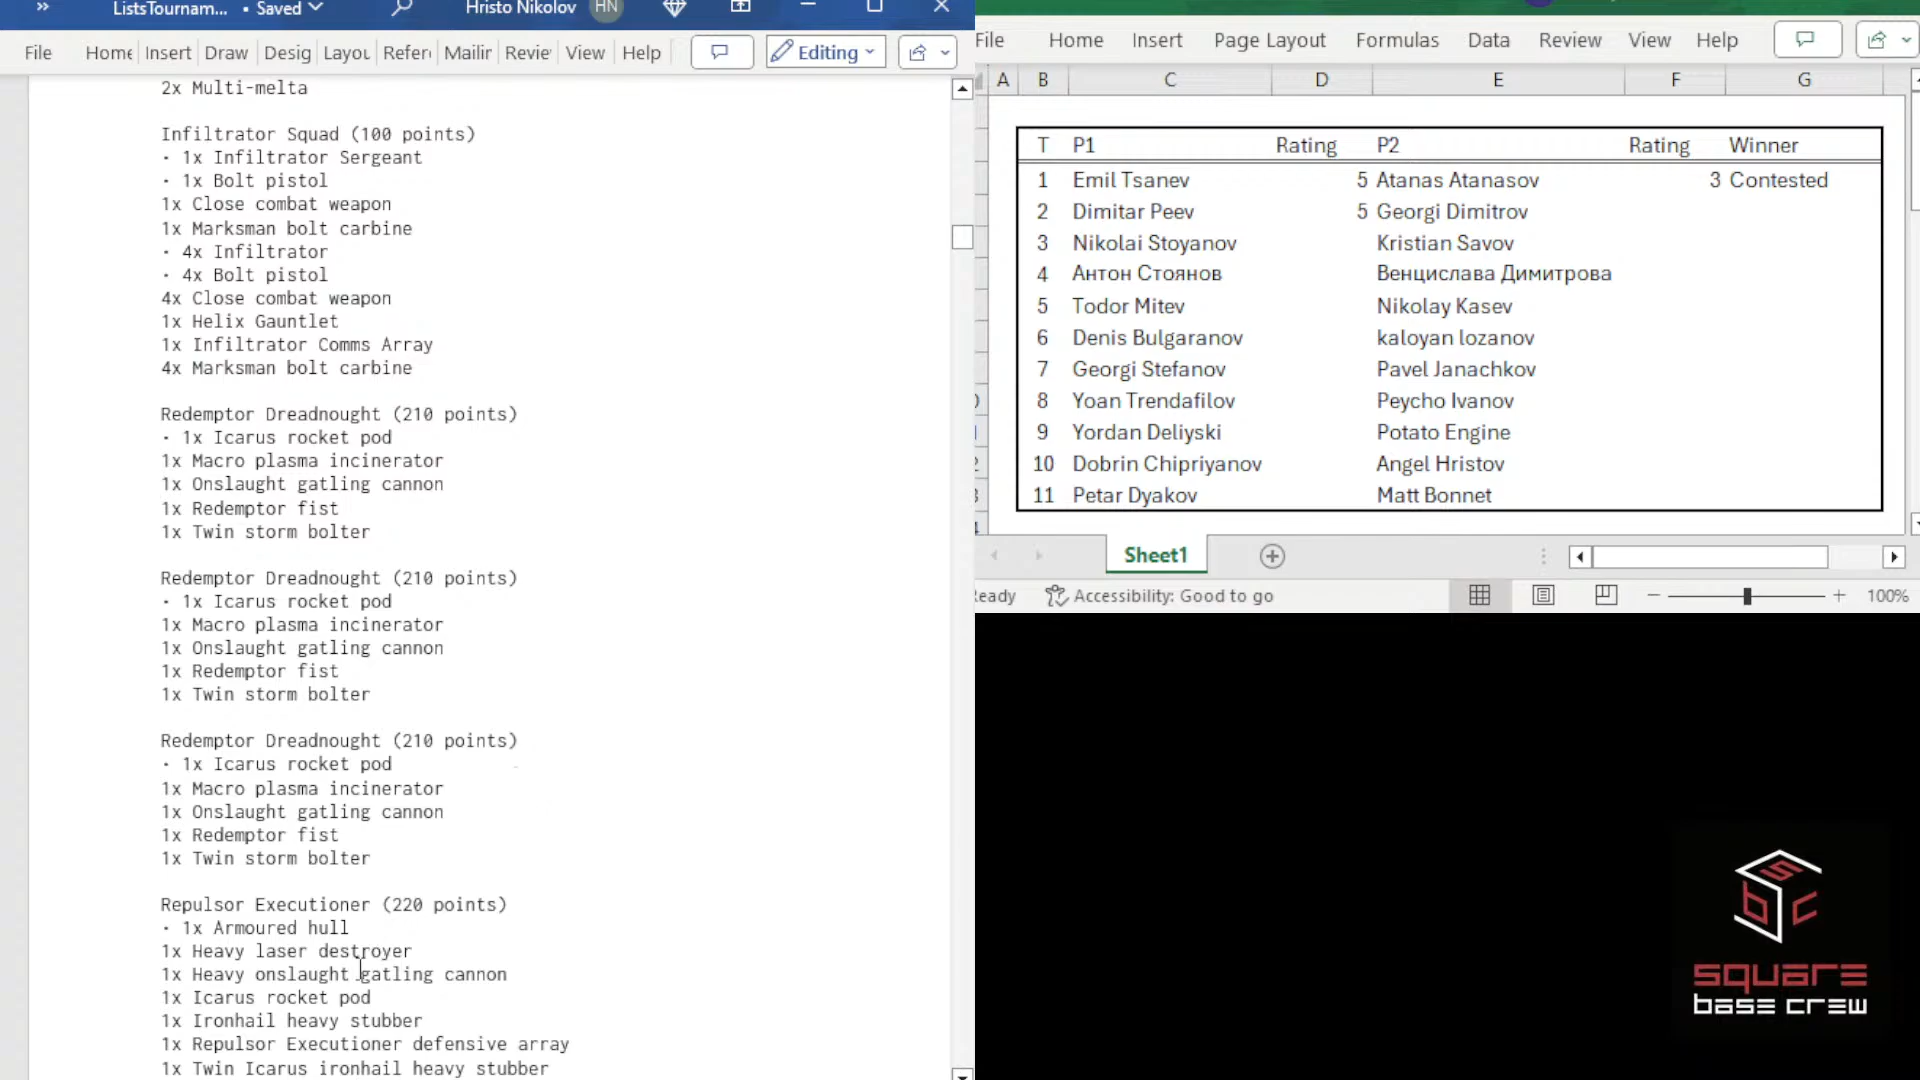 ListsTournam... • Saved
Hristo Nikolov HN
File Home Insert Draw Desig Layou Refer Mailir Revie View Help Editing
2x Multi-melta
Infiltrator Squad (100 points)
• 1x Infiltrator Sergeant
• 1x Bolt pistol
1x Close combat weapon
1x Marksman bolt carbine
• 4x Infiltrator
• 4x Bolt pistol
4x Close combat weapon
1x Helix Gauntlet
1x Infiltrator Comms Array
4x Marksman bolt carbine
Redemptor Dreadnought (210 points)
• 1x Icarus rocket pod
1x Macro plasma incinerator
1x Onslaught gatling cannon
1x Redemptor fist
1x Twin storm bolter
Redemptor Dreadnought (210 points)
• 1x Icarus rocket pod
1x Macro plasma incinerator
1x Onslaught gatling cannon
1x Redemptor fist
1x Twin storm bolter
Redemptor Dreadnought (210 points)
• 1x Icarus rocket pod
1x Macro plasma incinerator
1x Onslaught gatling cannon
1x Redemptor fist
1x Twin storm bolter
Repulsor Executioner (220 points)
• 1x Armoured hull
1x Heavy laser destroyer
1x Heavy onslaught gatling cannon
1x Icarus rocket pod
1x Ironhail heavy stubber
1x Repulsor Executioner defensive array
1x Twin Icarus ironhail heavy stubber
File Home Insert Page Layout Formulas Data Review View Help
A B C D E F G
T P1 Rating P2 Rating Winner
1 Emil Tsanev 5 Atanas Atanasov 3 Contested
2 Dimitar Peev 5 Georgi Dimitrov
3 Nikolai Stoyanov Kristian Savov
4 Антон Стоянов Венцислава Димитрова
5 Todor Mitev Nikolay Kasev
6 Denis Bulgaranov kaloyan lozanov
7 Georgi Stefanov Pavel Janachkov
8 Yoan Trendafilov Peycho Ivanov
9 Yordan Deliyski Potato Engine
10 Dobrin Chipriyanov Angel Hristov
11 Petar Dyakov Matt Bonnet
Sheet1
eady Accessibility: Good to go 100%
sbc
square
base crew